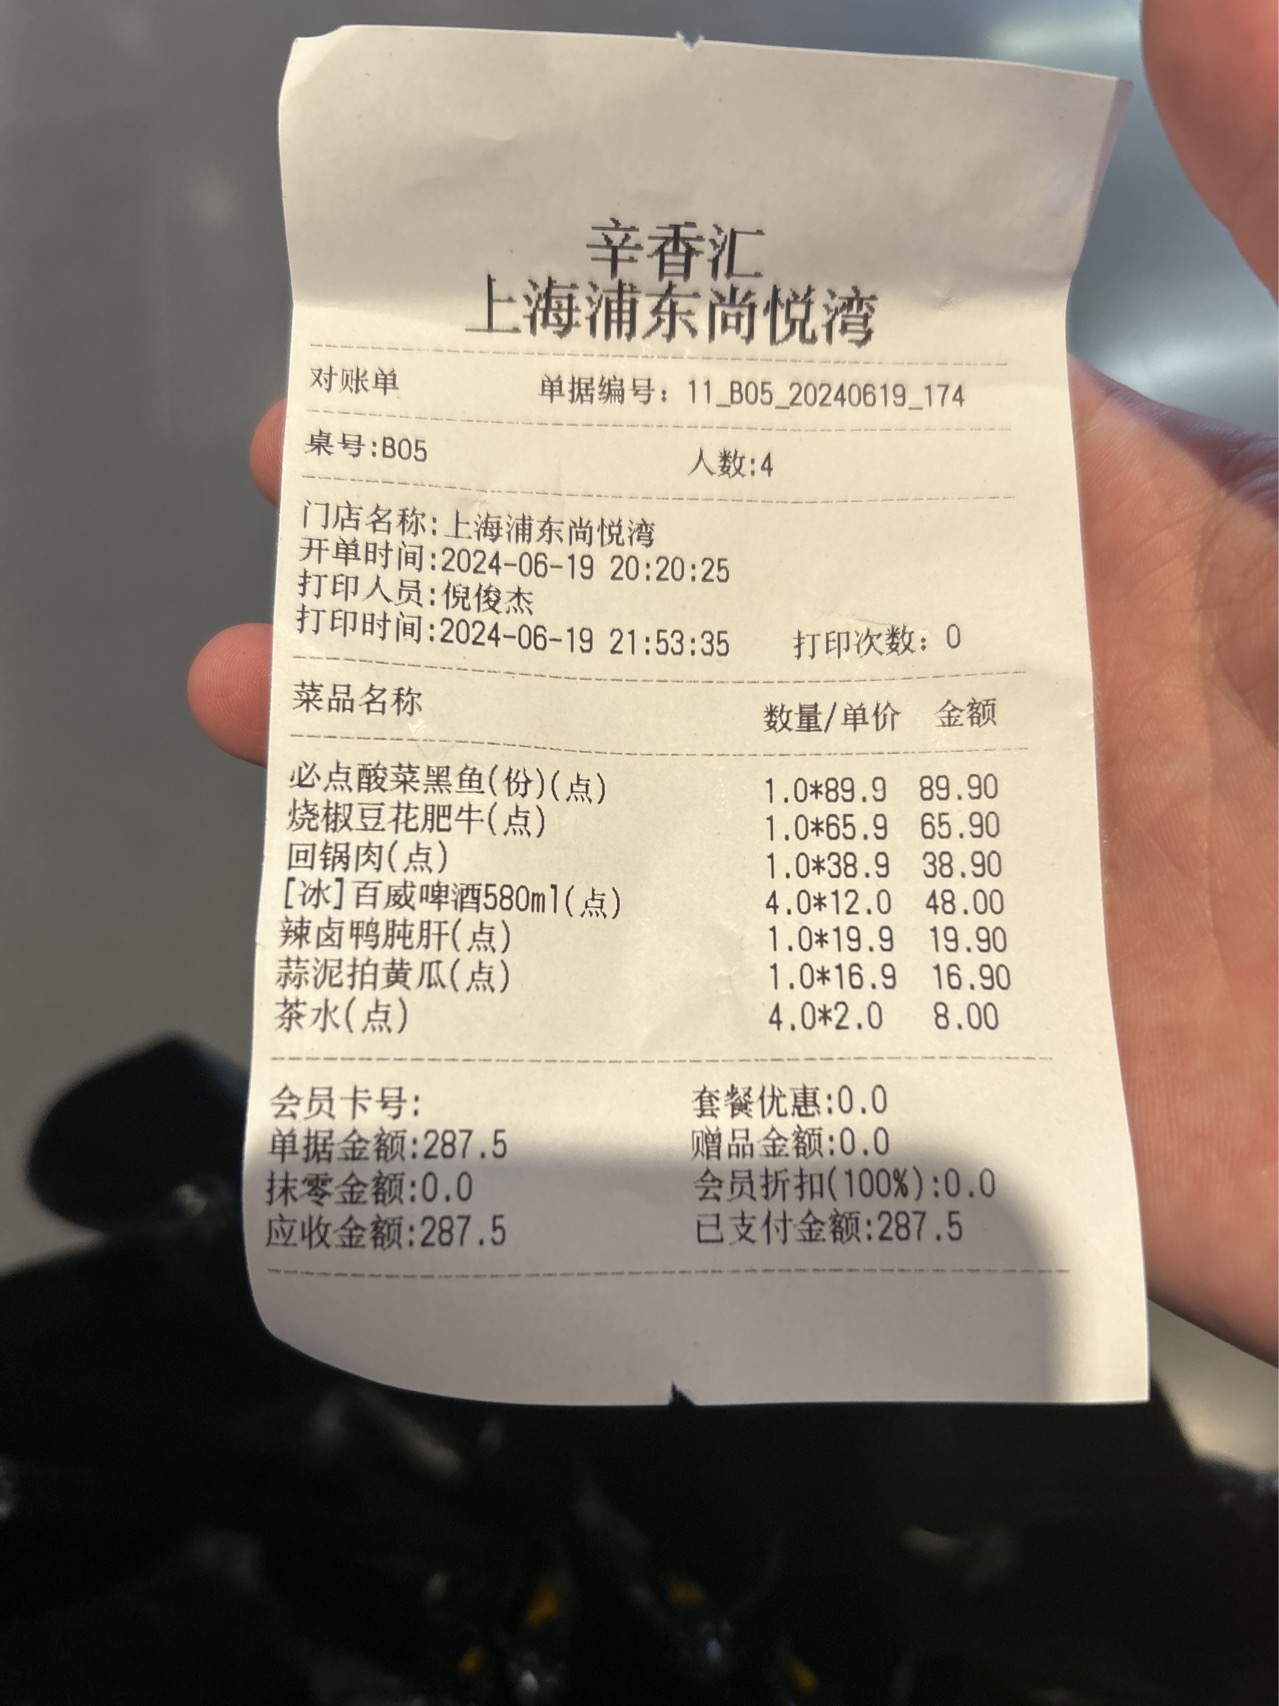 辛香汇
上海浦东尚悦湾
对账单 单据编号：11_B05_20240619_174
桌号:B05 人数:4
门店名称:上海浦东尚悦湾
开单时间:2024-06-19 20:20:25
打印人员:倪俊杰
打印时间:2024-06-19 21:53:35 打印次数：0
菜品名称 数量/单价 金额
必点酸菜黑鱼(份)(点) 1.0*89.9 89.90
烧椒豆花肥牛(点) 1.0*65.9 65.90
回锅肉(点) 1.0*38.9 38.90
[冰]百威啤酒580ml(点) 4.0*12.0 48.00
辣卤鸭肫肝(点) 1.0*19.9 19.90
蒜泥拍黄瓜(点) 1.0*16.9 16.90
茶水(点) 4.0*2.0 8.00
会员卡号: 套餐优惠:0.0
单据金额:287.5 赠品金额:0.0
抹零金额:0.0 会员折扣(100%):0.0
应收金额:287.5 已支付金额:287.5